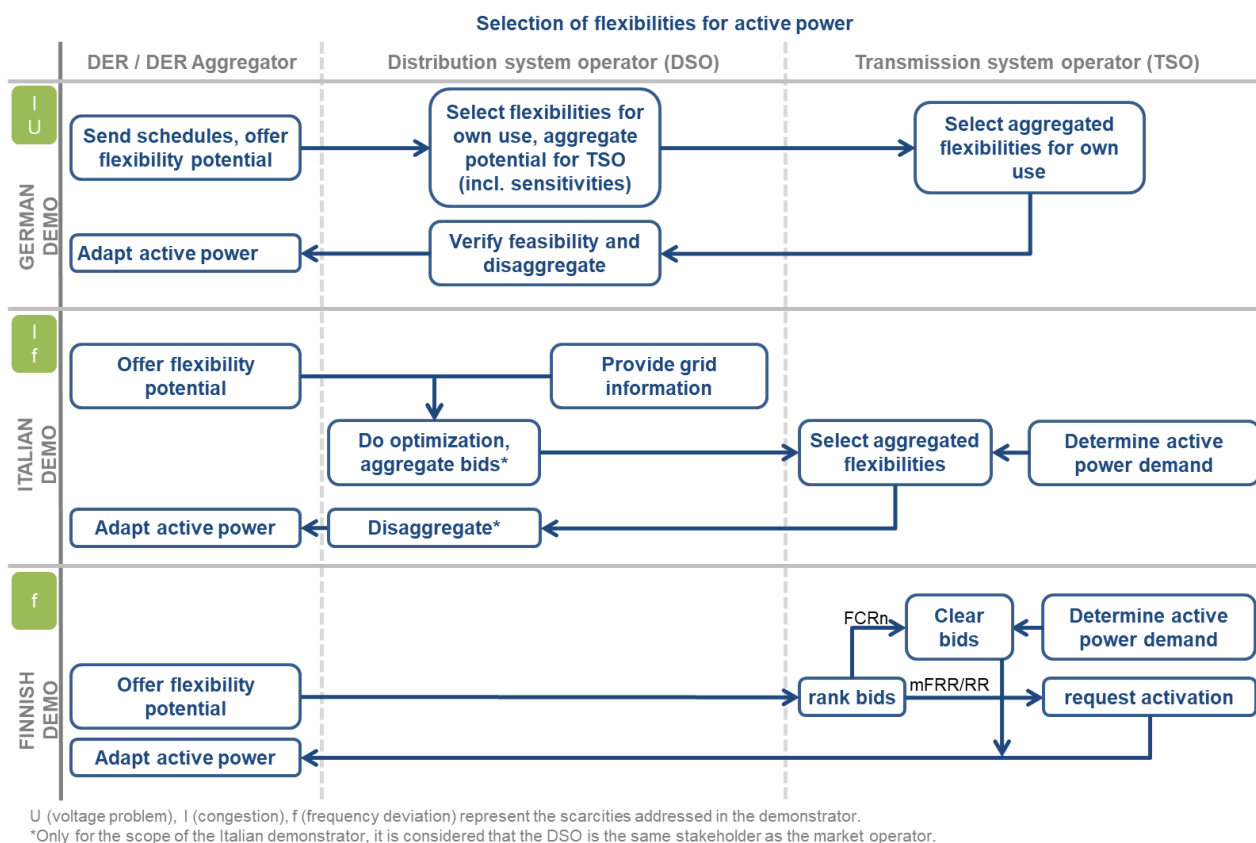 Selection of flexibilities for active power
DER / DER Aggregator
Distribution system operator (DSO)
Transmission system operator (TSO)
I
U
GERMAN
DEMO
Send schedules, offer
flexibility potential
Select flexibilities for
own use, aggregate
potential for TSO
(incl. sensitivities)
Select aggregated
flexibilities for own
use
Adapt active power
Verify feasibility and
disaggregate
I
f
ITALIAN
DEMO
Offer flexibility
potential
Provide grid
information
Do optimization,
aggregate bids*
Select aggregated
flexibilities
Determine active
power demand
Adapt active power
Disaggregate*
f
FINNISH
DEMO
FCRn
Clear
bids
Determine active
power demand
Offer flexibility
potential
rank bids
mFRR/RR
request activation
Adapt active power
U (voltage problem), I (congestion), f (frequency deviation) represent the scarcities addressed in the demonstrator.
*Only for the scope of the Italian demonstrator, it is considered that the DSO is the same stakeholder as the market operator.